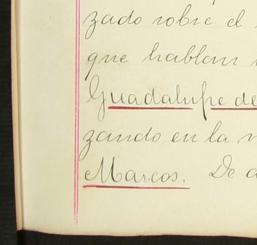 zado sobre el
que hablan
Guadalupe de
zando en la
Marcos. De